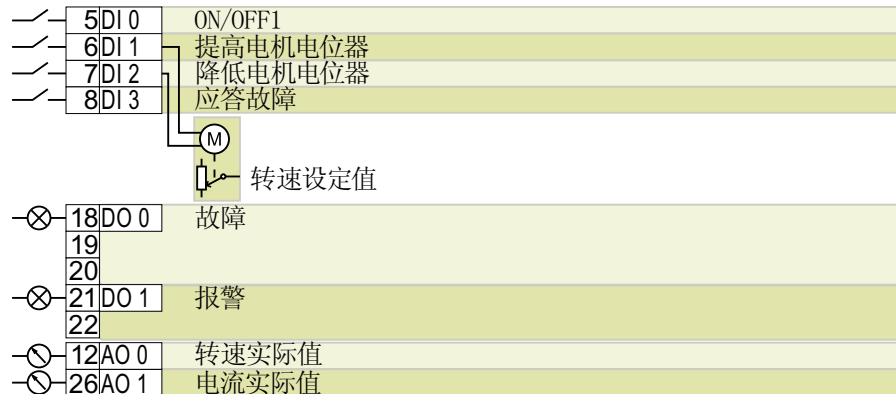 5 DI 0 ON/OFF1
6 DI 1 提高电机电位器
7 DI 2 降低电机电位器
8 DI 3 应答故障
M
转速设定值
18 DO 0 故障
19
20
21 DO 1 报警
22
12 AO 0 转速实际值
26 AO 1 电流实际值